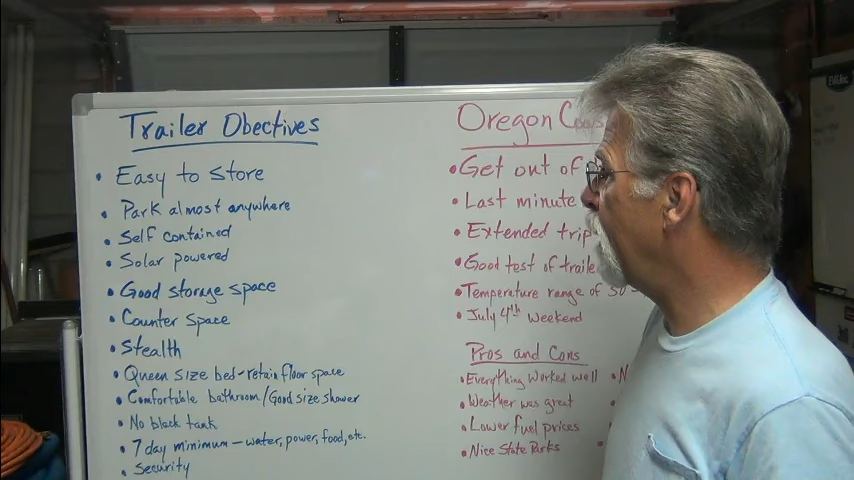 Trailer Obectives
• Easy to store
• Park almost anywhere
• Self contained
• Solar powered
• Good storage space
• Counter space
• Stealth
• Queen size bed-retain floor space
• Comfortable bathroom/Good size shower
• No black tank
• 7 day minimum - water, power, food, etc.
• Security
Oregon
• Get out of
• Last minute
• Extended trip
• Good test of
• Temperature range of
• July 4th Weekend
Pros and Cons
• Everything worked well
• Weather was great
• Lower fuel prices
• Nice State Parks